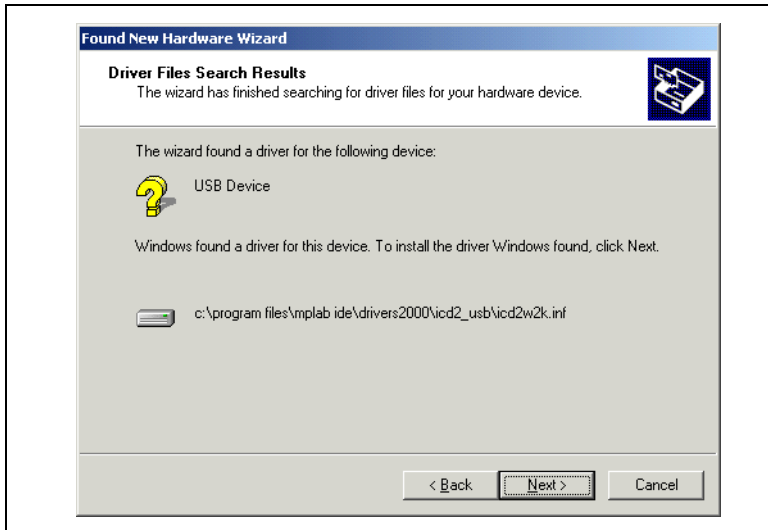 Found New Hardware Wizard
Driver Files Search Results
The wizard has finished searching for driver files for your hardware device.
The wizard found a driver for the following device:
USB Device
Windows found a driver for this device. To install the driver Windows found, click Next.
c:\program files\mplab ide\drivers2000\icd2_usb\icd2w2k.inf
< Back
Next >
Cancel